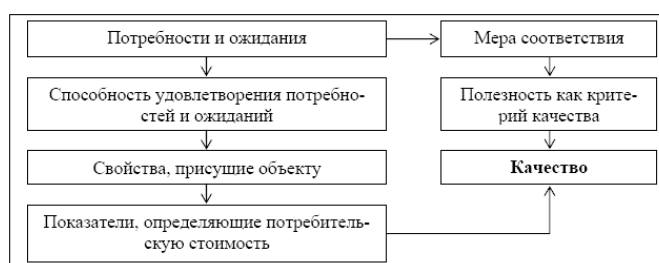 Потребности и ожидания
Мера соответствия
Способность удовлетворения потребно-
стей и ожиданий
Полезность как крите-
рий качества
Свойства, присущие объекту
Качество
Показатели, определяющие потребитель-
скую стоимость